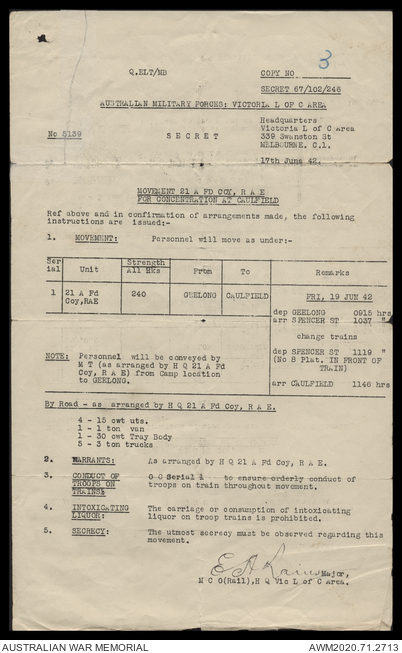 3
Q.ELT/MB COPY NO
SECRET 67/102/246
AUSTRALIAN MILITARY FORCES: VICTORIA L OF C AREA
Headquarters
Victoria L of C Area
No 5139 S E C R E T 339 Swanston St
MELBOURNE, C.1.
17th June 42.
MOVEMENT 21 A FD COY, R A E
FOR CONCENTRATION AT CAULFIELD
Ref above and in confirmation of arrangements made, the following
instructions are issued:-
1. MOVEMENT: Personnel will move as under:-
Ser Strength
ial Unit All Rks From To Remarks
1 21 A Fd 240 GEELONG CAULFIELD FRI, 19 JUN 42
Coy,RAE
dep GEELONG 0915 hrs
arr SPENCER ST 1037 "
change trains
NOTE: Personnel will be conveyed by
M T (as arranged by H Q 21 A Fd
Coy, R A E) from Camp location
to GEELONG.
dep SPENCER ST 1119 "
(No 8 Plat. IN FRONT OF
TRAIN)
arr CAULFIELD 1146 hrs
By Road - as arranged by H Q 21 A Fd Coy, R A E.
4 - 15 cwt uts.
1 - 1 ton van
1 - 30 cwt Tray Body
5 - 3 ton trucks
2. WARRANTS: As arranged by H Q 21 A Fd Coy, R A E.
3. CONDUCT OF O C Serial 1 to ensure orderly conduct of
TROOPS ON troops on train throughout movement.
TRAINS:
4. INTOXICATING The carriage or consumption of intoxicating
LIQUOR: liquor on troop trains is prohibited.
5. SECRECY: The utmost secrecy must be observed regarding this
movement.
Major,
M C O(Rail),H Q Vic L of C Area.
AUSTRALIAN WAR MEMORIAL AWM2020.71.2713